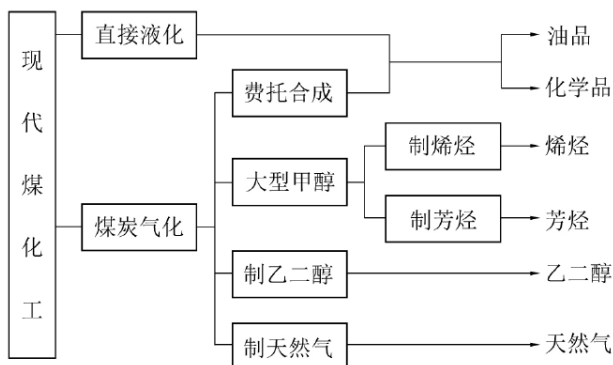 现代煤化工
直接液化
油品
费托合成
化学品
制烯烃
烯烃
大型甲醇
煤炭气化
制芳烃
芳烃
制乙二醇
乙二醇
制天然气
天然气